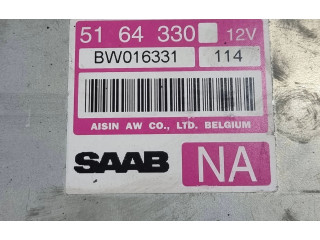 51 64 330 12V
BW016331 114
AISIN AW CO., LTD. BELGIUM
SAAB NA